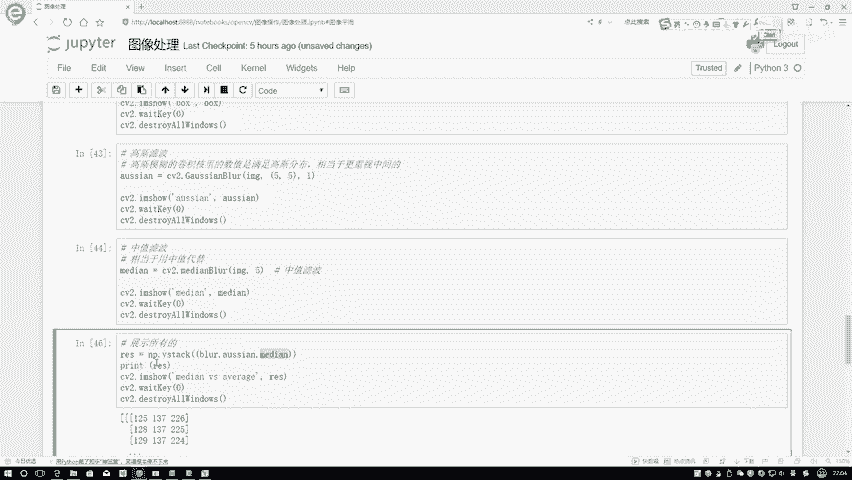 图像处理
http://localhost:8888/notebooks/opencv/图像操作/图像处理.ipynb#图像平滑
点此搜索
jupyter 图像处理 Last Checkpoint: 5 hours ago (unsaved changes)
Logout
File Edit View Insert Cell Kernel Widgets Help
Trusted Python 3
Code
cv2.imshow('box', box)
cv2.waitKey(0)
cv2.destroyAllWindows()
In [43]:
# 高斯滤波
# 高斯模糊的卷积核里的数值是满足高斯分布，相当于更重视中间的
aussian = cv2.GaussianBlur(img, (5, 5), 1)
cv2.imshow('aussian', aussian)
cv2.waitKey(0)
cv2.destroyAllWindows()
In [44]:
# 中值滤波
# 相当于用中值代替
median = cv2.medianBlur(img, 5) # 中值滤波
cv2.imshow('median', median)
cv2.waitKey(0)
cv2.destroyAllWindows()
In [46]:
# 展示所有的
res = np.vstack((blur,aussian,median))
print (res)
cv2.imshow('median vs average', res)
cv2.waitKey(0)
cv2.destroyAllWindows()
[[[125 137 226]
[128 137 225]
[129 137 224]
22:04